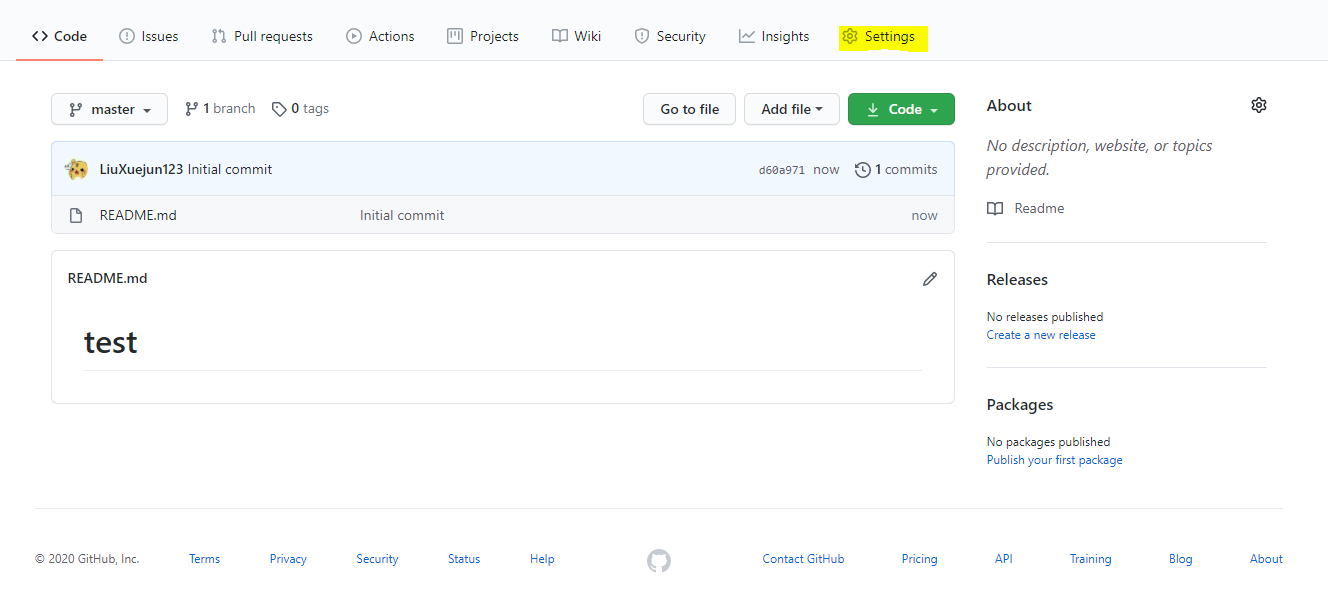 Code Issues Pull requests Actions Projects Wiki Security Insights Settings
master 1 branch 0 tags Go to file Add file Code
LiuXuejun123 Initial commit d60a971 now 1 commits
README.md Initial commit now
README.md
test
About
No description, website, or topics
provided.
Readme
Releases
No releases published
Create a new release
Packages
No packages published
Publish your first package
© 2020 GitHub, Inc. Terms Privacy Security Status Help Contact GitHub Pricing API Training Blog About